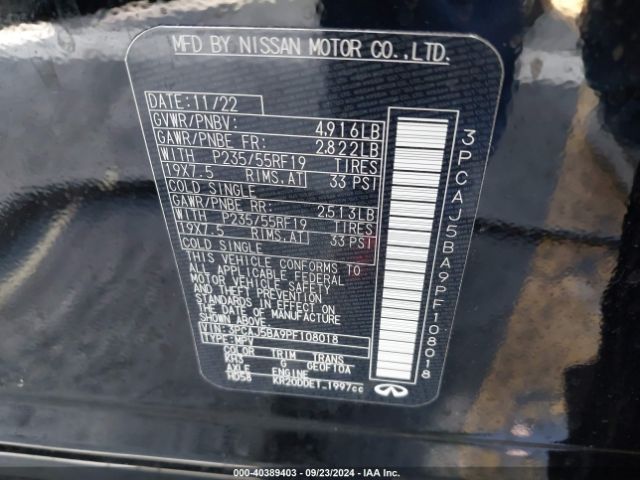 MFD BY NISSAN MOTOR CO.,LTD.
DATE: 11/22
GVWR/PNBV: 4,916LB
GAWR/PNBE FR: 2,822LB
WITH P235/55RF19 TIRES
19X7.5 RIMS,AT 33 PSI
COLD SINGLE
GAWR/PNBE RR: 2,513LB
WITH P235/55RF19 TIRES
19X7.5 RIMS,AT 33 PSI
COLD SINGLE
THIS VEHICLE CONFORMS TO
ALL APPLICABLE FEDERAL
MOTOR VEHICLE SAFETY
AND THEFT PREVENTION
STANDARDS IN EFFECT ON
THE DATE OF MANUFACTURE
SHOWN ABOVE.
VIN: 3PCAJ5BA9PF108018
TYPE: MPV
COLOR TRIM TRANS
KH3 G GE0F10A
AXLE ENGINE
HD58 KR20DDET 1997cc
3PCAJ5BA9PF108018
000-40389403 - 09/23/2024 - IAA Inc.